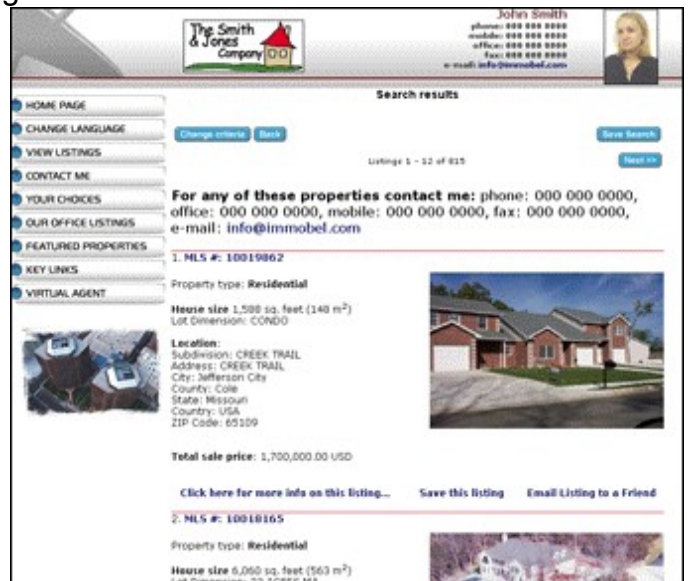 g
The Smith
& Jones
Company
John Smith
phone: 000 000 0000
mobile: 000 000 0000
office: 000 000 0000
fax: 000 000 0000
e-mail: info@immobel.com
Search results
HOME PAGE
CHANGE LANGUAGE
VIEW LISTINGS
CONTACT ME
YOUR CHOICES
OUR OFFICE LISTINGS
FEATURED PROPERTIES
KEY LINKS
VIRTUAL AGENT
Change criteria Back Save Search
Listings 1 - 12 of 815 Next >>
For any of these properties contact me: phone: 000 000 0000,
office: 000 000 0000, mobile: 000 000 0000, fax: 000 000 0000,
e-mail: info@immobel.com
1. MLS #: 10019862
Property type: Residential
House size 1,588 sq. feet (148 m²)
Lot Dimension: CONDO
Location:
Subdivision: CREEK TRAIL
Address: CREEK TRAIL
City: Jefferson City
County: Cole
State: Missouri
Country: USA
ZIP Code: 65109
Total sale price: 1,700,000.00 USD
Click here for more info on this listing... Save this listing Email Listing to a Friend
2. MLS #: 10018165
Property type: Residential
House size 6,060 sq. feet (563 m²)